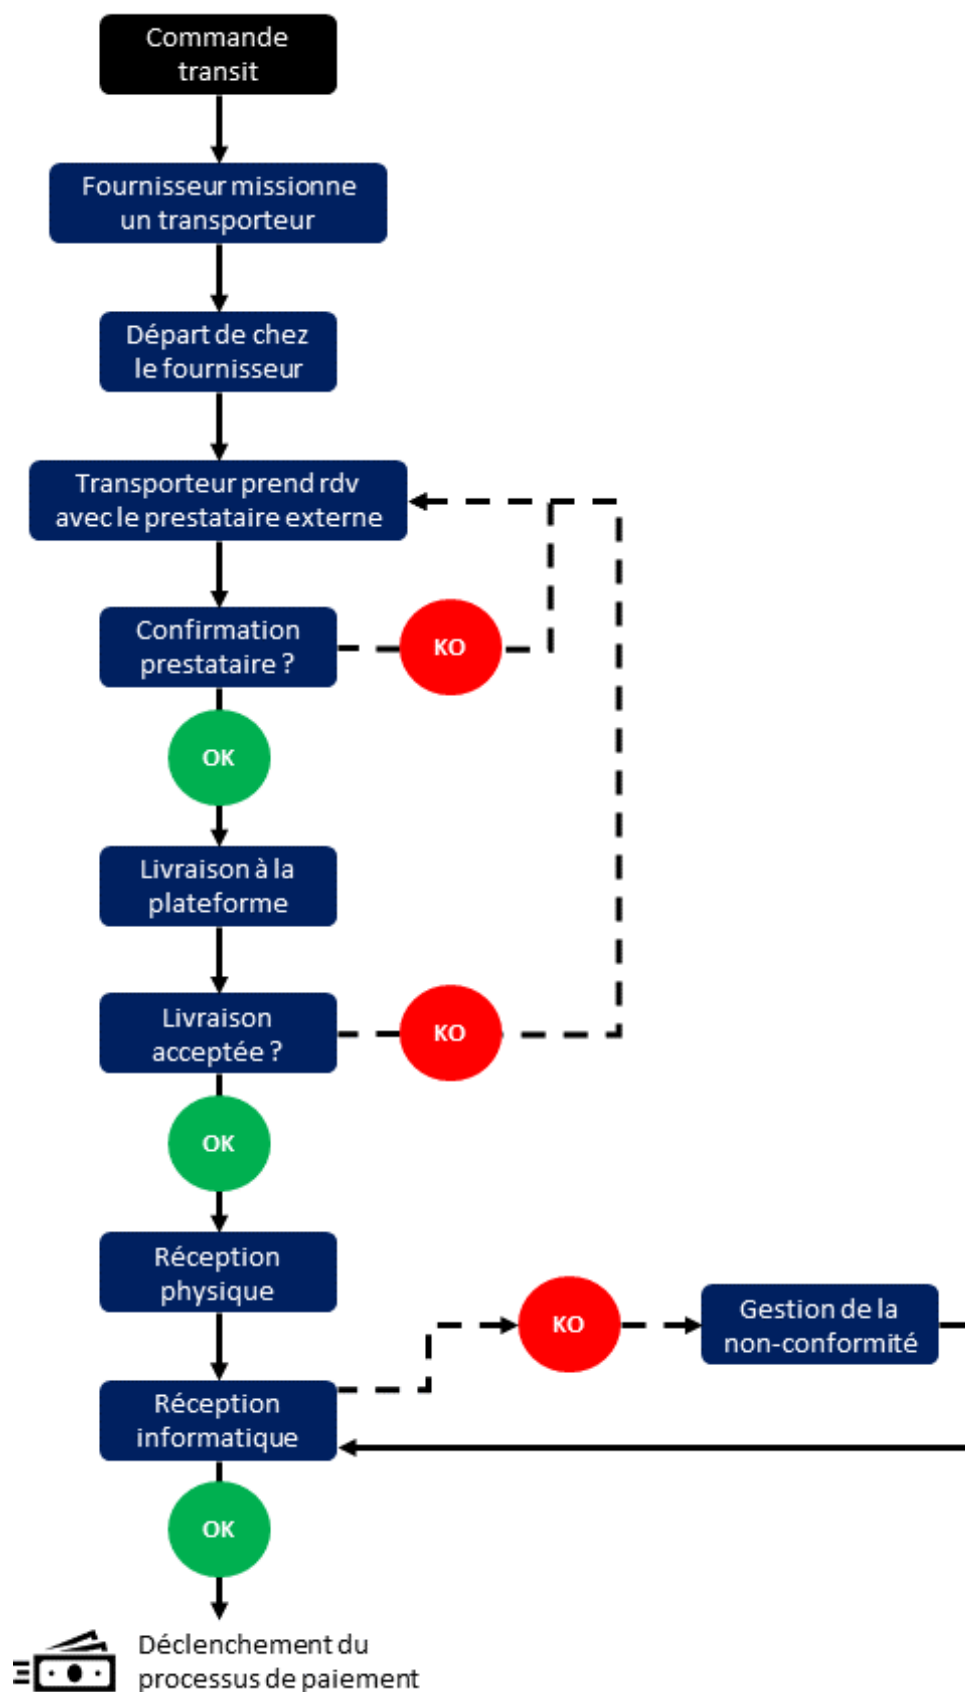 Commande
transit
Fournisseur missionne
un transporteur
Départ de chez
le fournisseur
Transporteur prend rdv
avec le prestataire externe
Confirmation
prestataire ?
KO
OK
Livraison à la
plateforme
Livraison
acceptée ?
KO
OK
Réception
physique
KO
Gestion de la
non-conformité
Réception
informatique
OK
Déclenchement du
processus de paiement